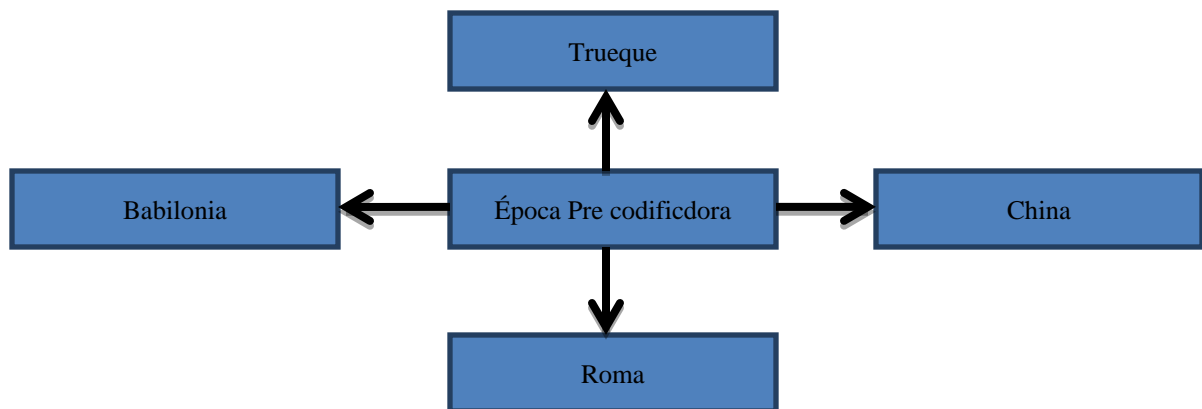 Trueque
Babilonia
Época Pre codificdora
China
Roma